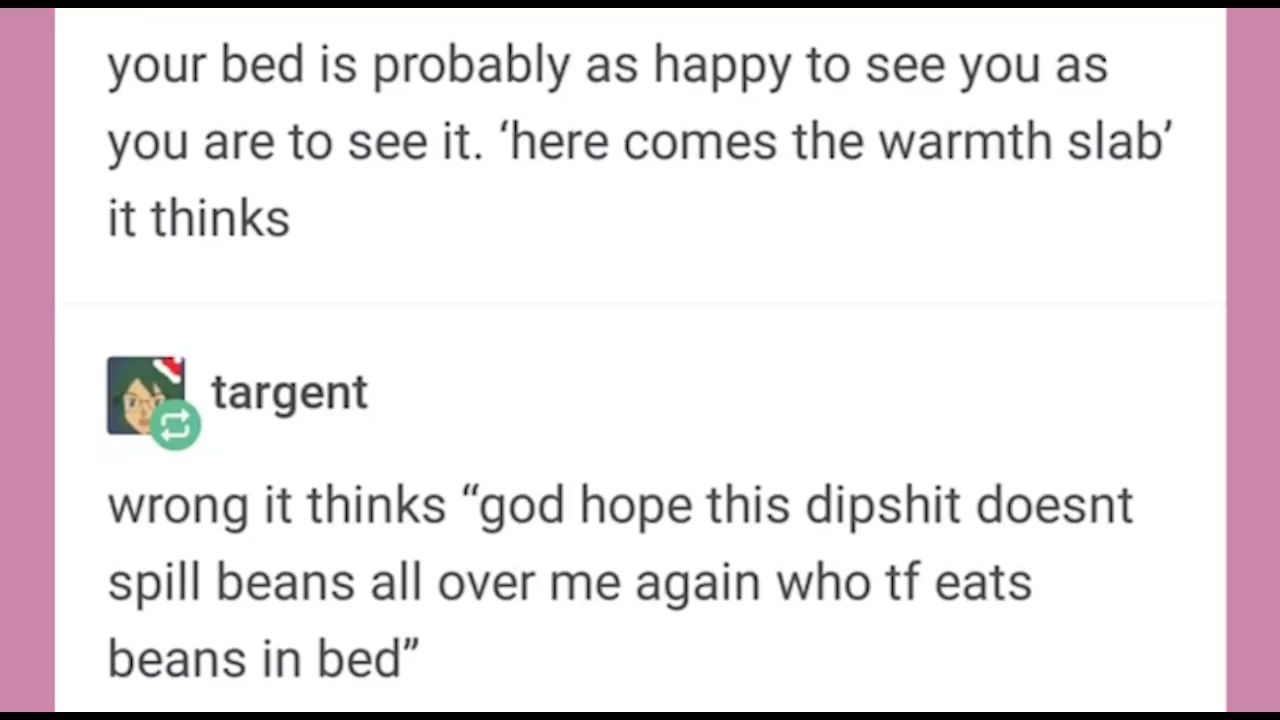 your bed is probably as happy to see you as
you are to see it. ‘here comes the warmth slab’
it thinks
targent
wrong it thinks “god hope this dipshit doesnt
spill beans all over me again who tf eats
beans in bed”